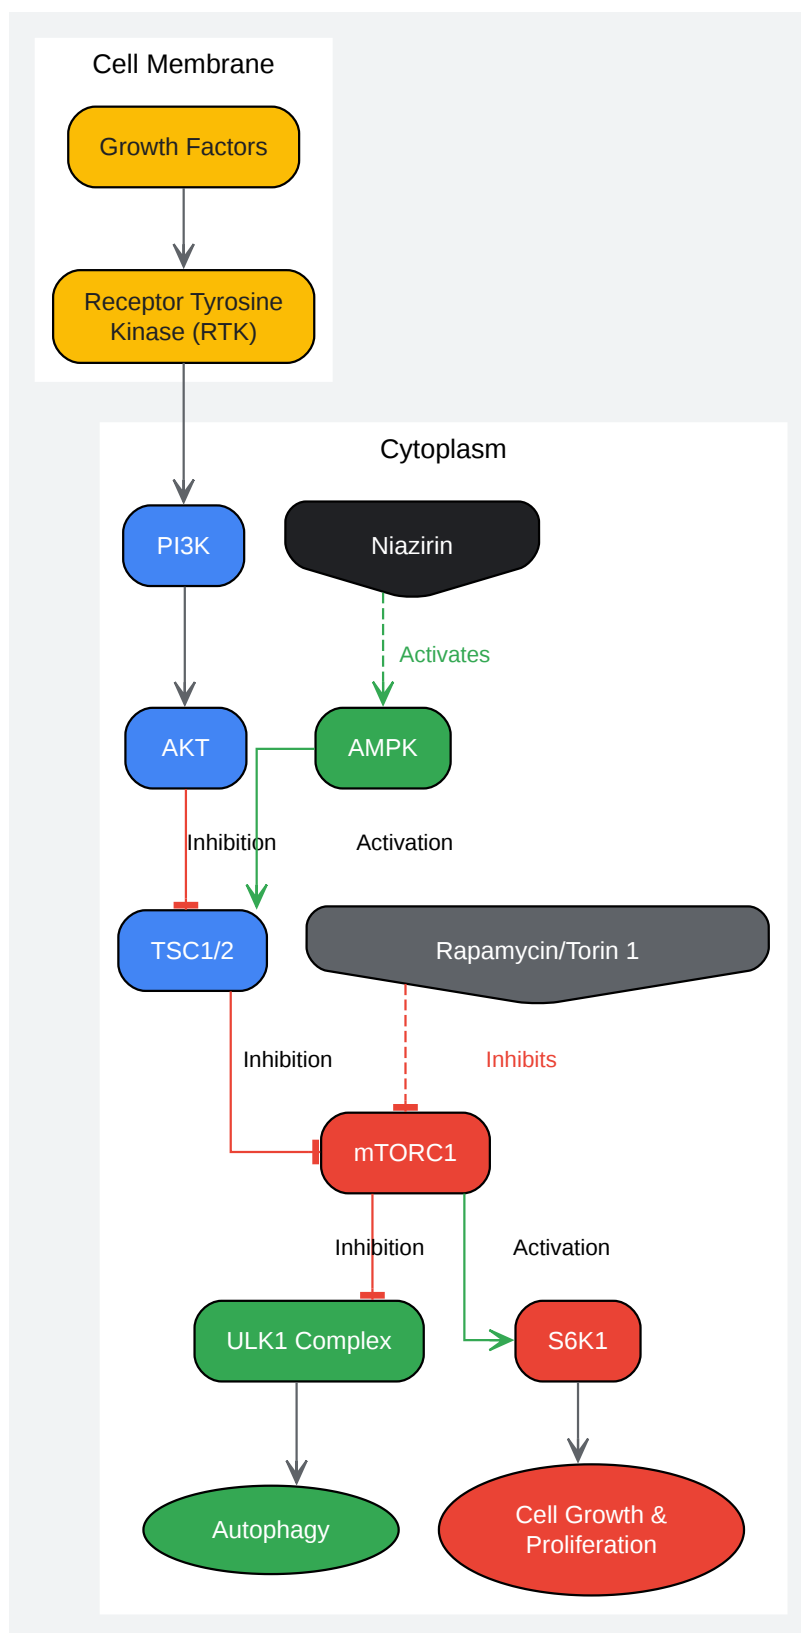 Cell Membrane
Growth Factors
Receptor Tyrosine
Kinase (RTK)
Cytoplasm
PI3K
Niazirin
Activates
AKT
AMPK
Inhibition
Activation
TSC1/2
Rapamycin/Torin 1
Inhibition
Inhibits
mTORC1
Inhibition
Activation
ULK1 Complex
S6K1
Autophagy
Cell Growth &
Proliferation